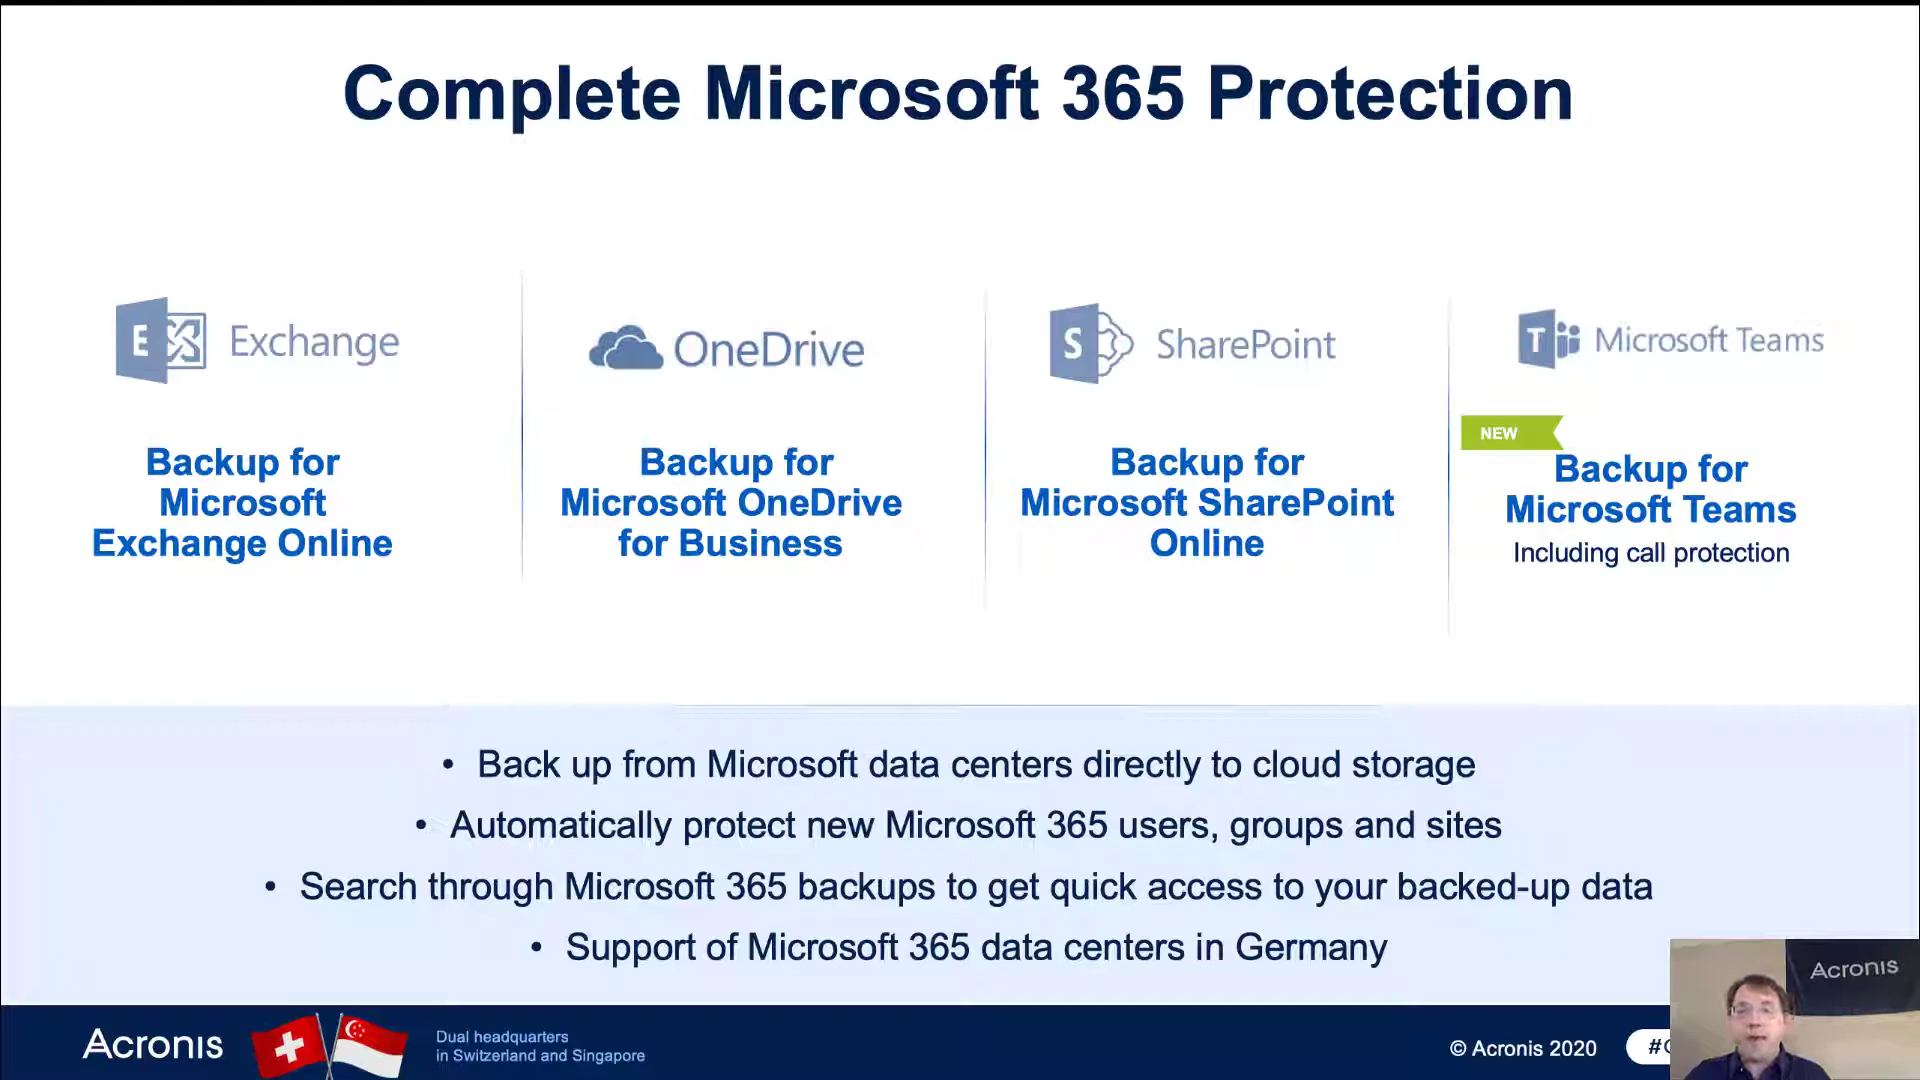 Complete Microsoft 365 Protection
E Exchange
OneDrive
S SharePoint
T Microsoft Teams
Backup for
Microsoft
Exchange Online
Backup for
Microsoft OneDrive
for Business
Backup for
Microsoft SharePoint
Online
NEW
Backup for
Microsoft Teams
Including call protection
• Back up from Microsoft data centers directly to cloud storage
• Automatically protect new Microsoft 365 users, groups and sites
• Search through Microsoft 365 backups to get quick access to your backed-up data
• Support of Microsoft 365 data centers in Germany
Acronis
Acronis
Dual headquarters
in Switzerland and Singapore
© Acronis 2020